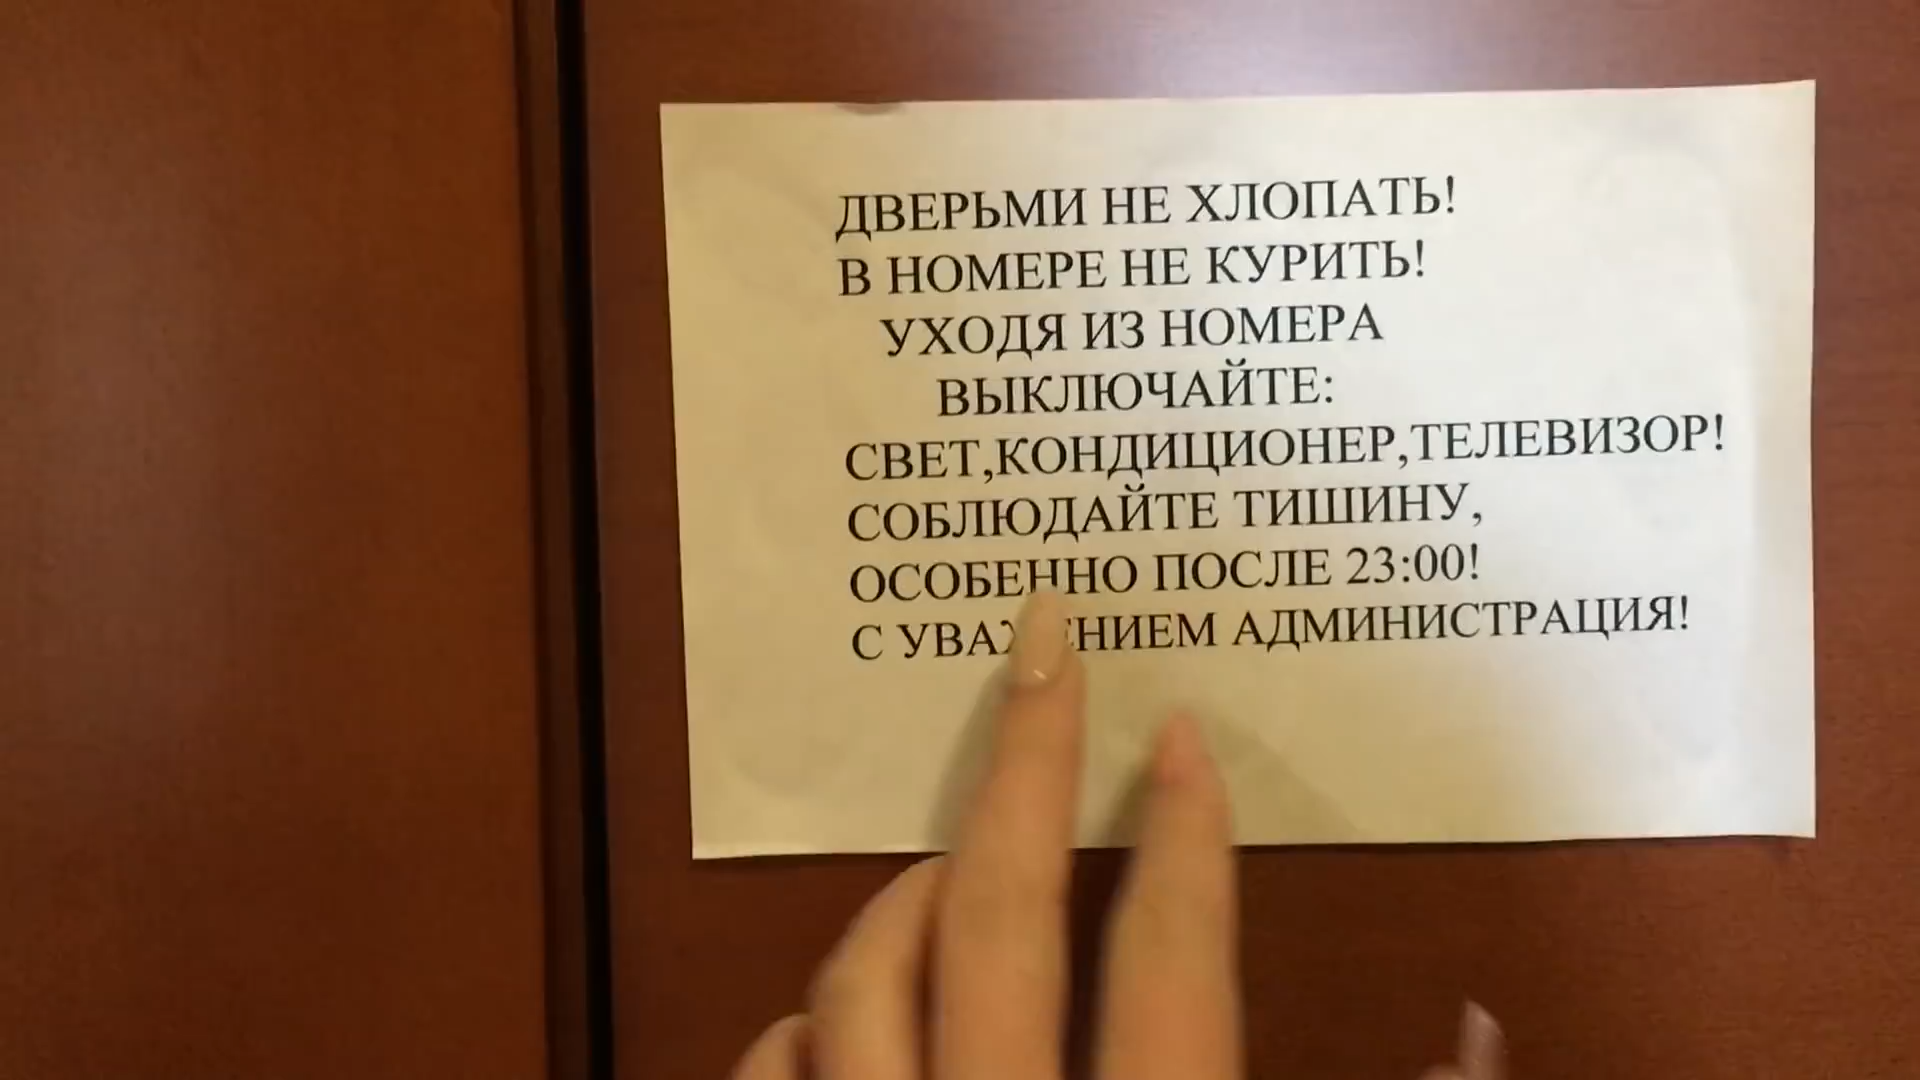 ДВЕРЬМИ НЕ ХЛОПАТЬ!
В НОМЕРЕ НЕ КУРИТЬ!
УХОДЯ ИЗ НОМЕРА
ВЫКЛЮЧАЙТЕ:
СВЕТ,КОНДИЦИОНЕР,ТЕЛЕВИЗОР!
СОБЛЮДАЙТЕ ТИШИНУ,
ОСОБЕННО ПОСЛЕ 23:00!
С УВАЖЕНИЕМ АДМИНИСТРАЦИЯ!